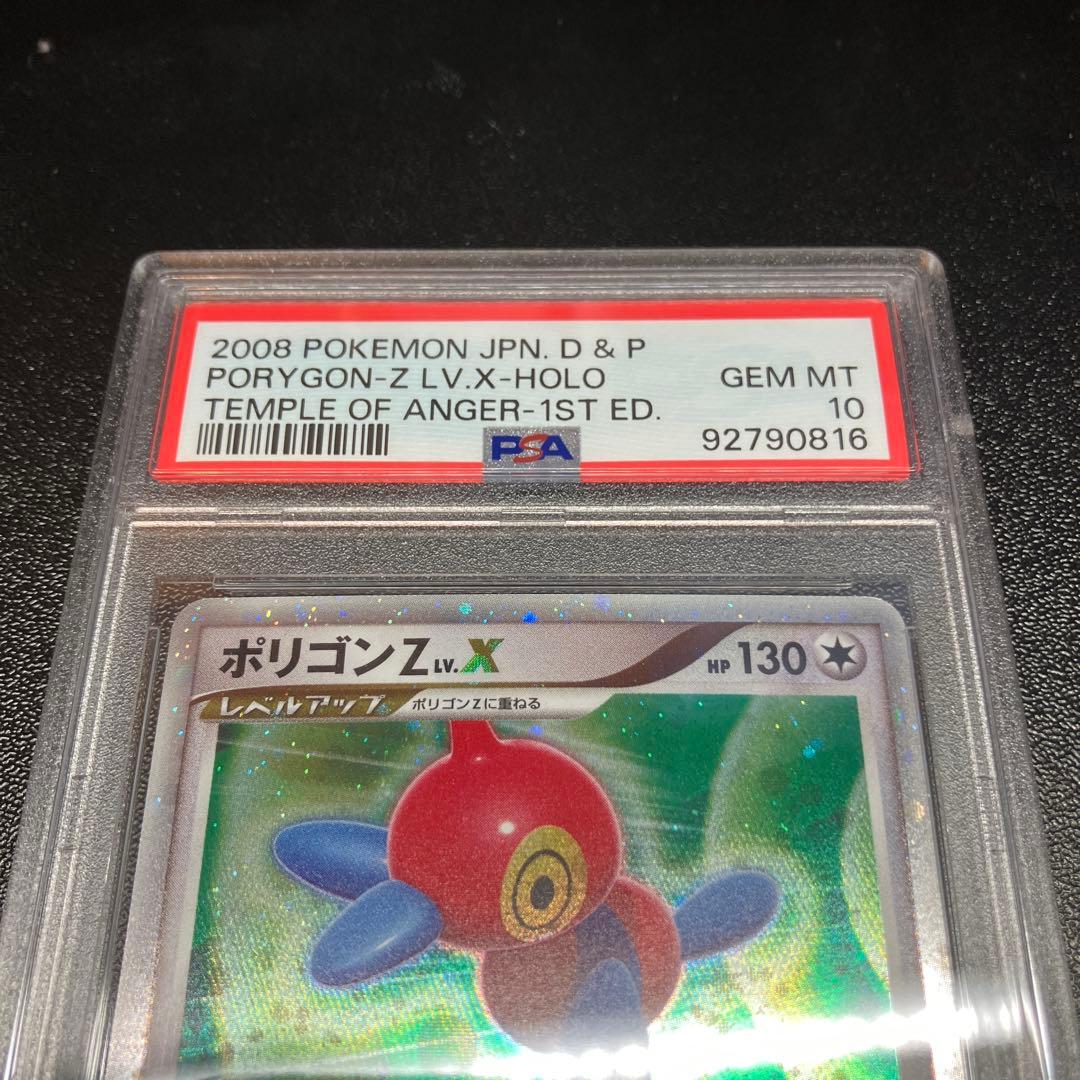 2008 POKEMON JPN. D & P
PORYGON-Z LV.X-HOLO GEM MT
TEMPLE OF ANGER-1ST ED. 10
PSA 92790816
ポリゴンZ LV.X HP 130
レベルアップ ポリゴンZに重ねる